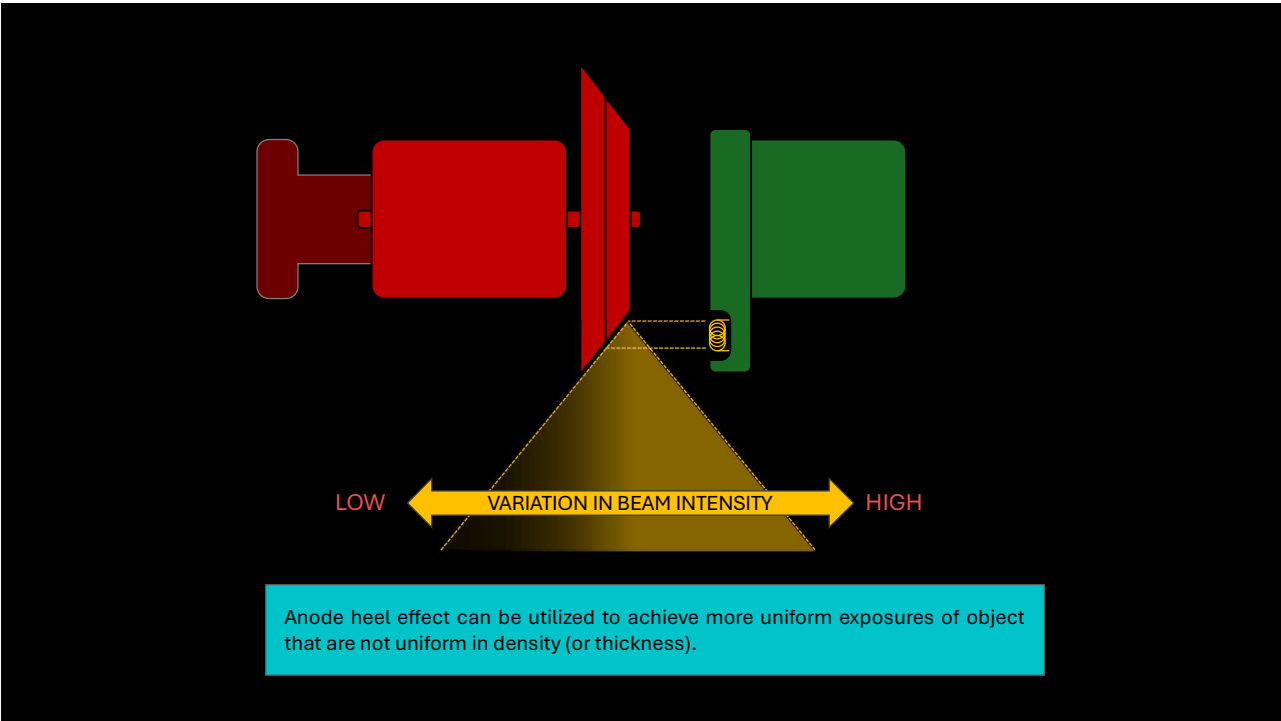 LOW VARIATION IN BEAM INTENSITY HIGH
Anode heel effect can be utilized to achieve more uniform exposures of object
that are not uniform in density (or thickness).